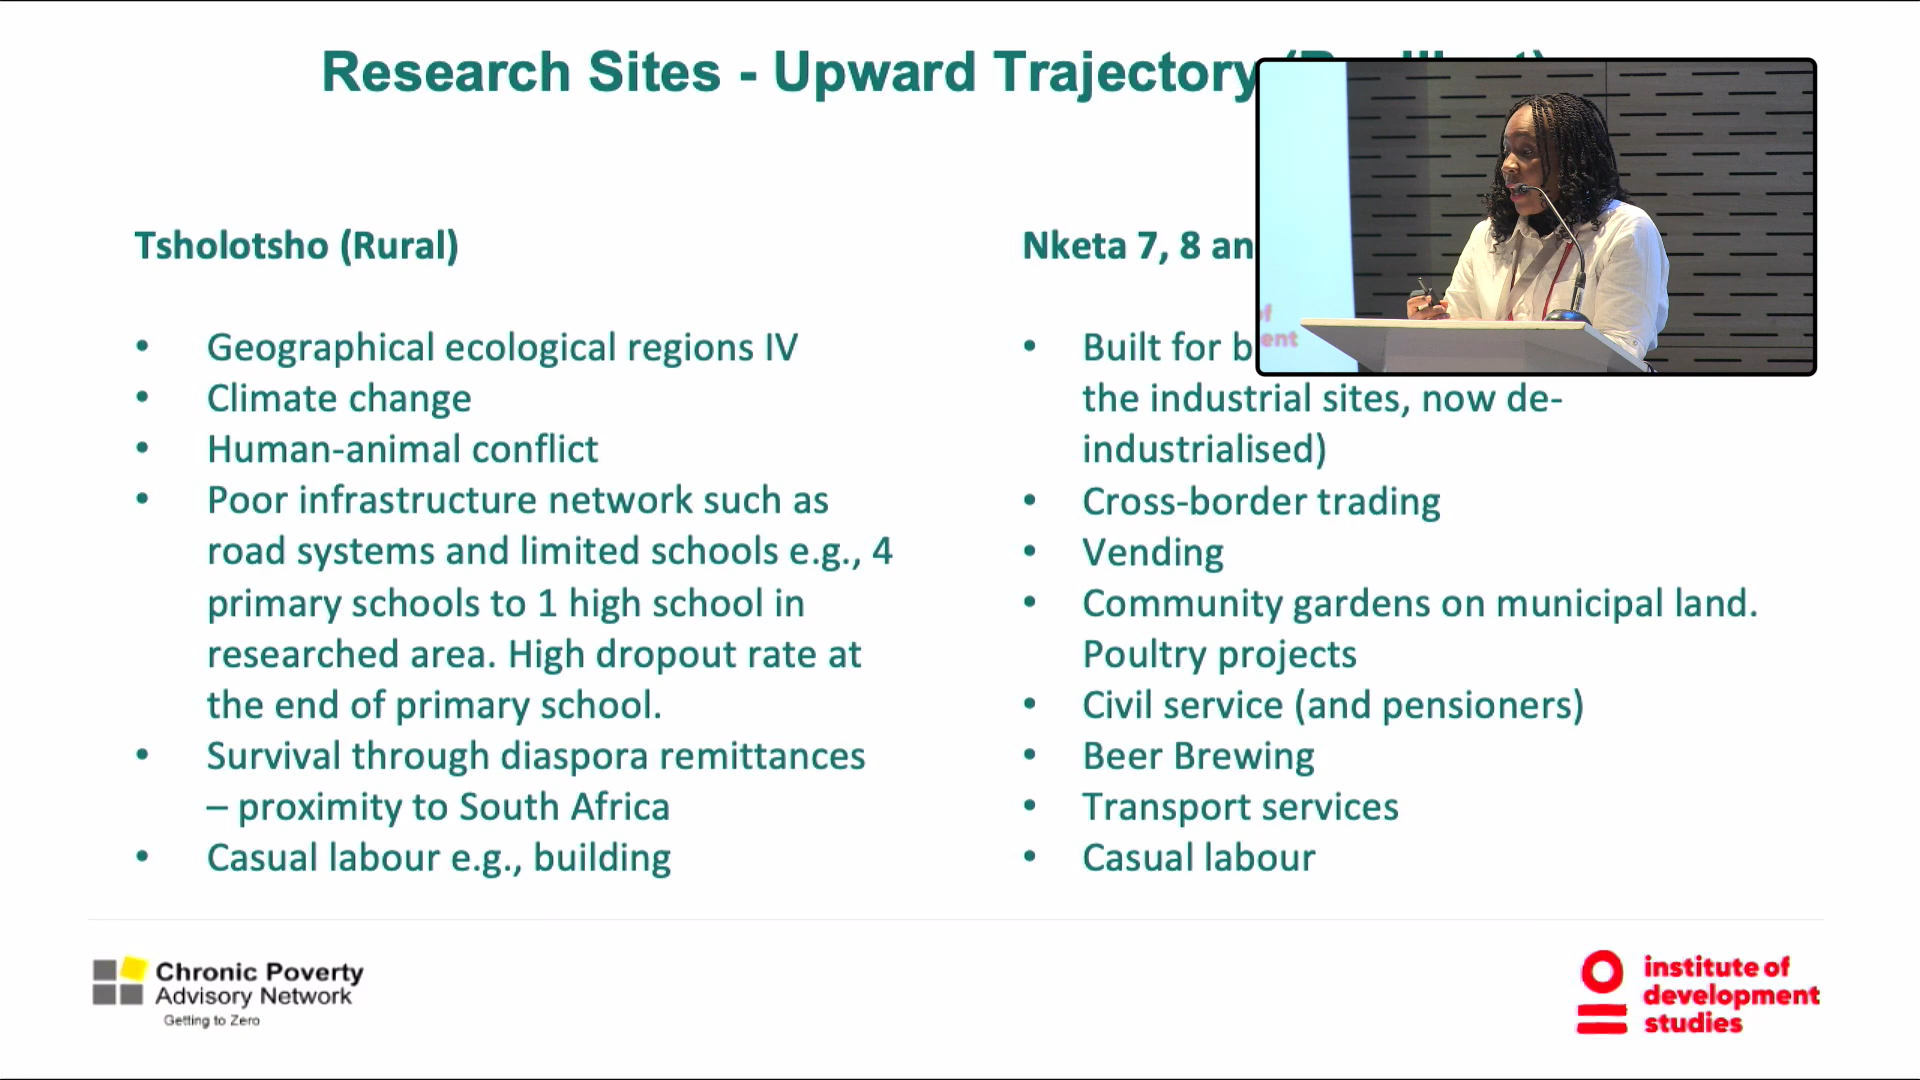 Research Sites - Upward Trajectory
Tsholotsho (Rural)
• Geographical ecological regions IV
• Climate change
• Human-animal conflict
• Poor infrastructure network such as
road systems and limited schools e.g., 4
primary schools to 1 high school in
researched area. High dropout rate at
the end of primary school.
• Survival through diaspora remittances
– proximity to South Africa
• Casual labour e.g., building
Nketa 7, 8 an
• Built for b
the industrial sites, now de-
industrialised)
• Cross-border trading
• Vending
• Community gardens on municipal land.
Poultry projects
• Civil service (and pensioners)
• Beer Brewing
• Transport services
• Casual labour
Chronic Poverty
Advisory Network
Getting to Zero
institute of
development
studies